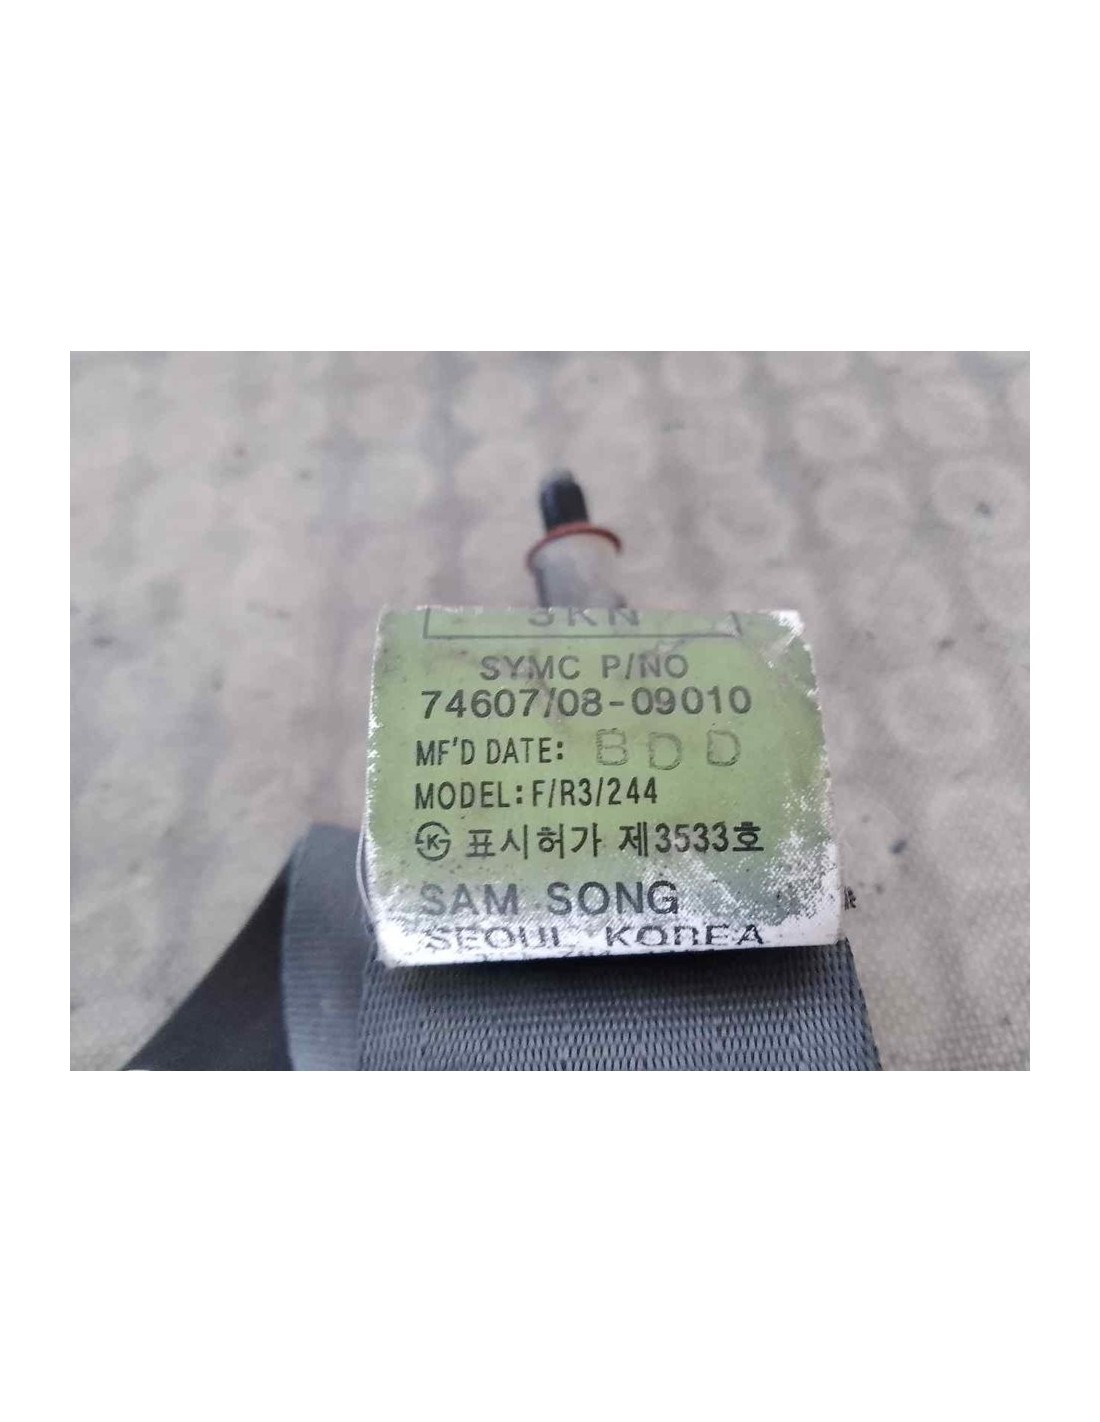 SYMC P/NO
74607/08-09010
MF'D DATE: BDD
MODEL: F/R3/244
표시허가 제3533호
SAM SONG
SEOUL KOREA